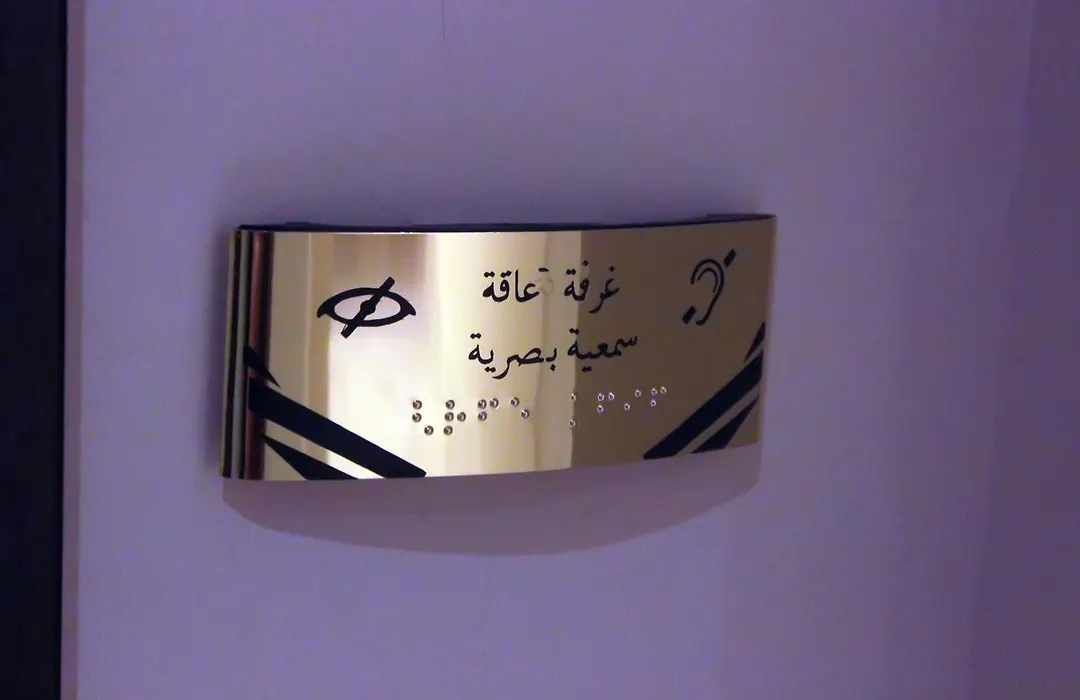 غرفة إعاقة
سمعية بصرية